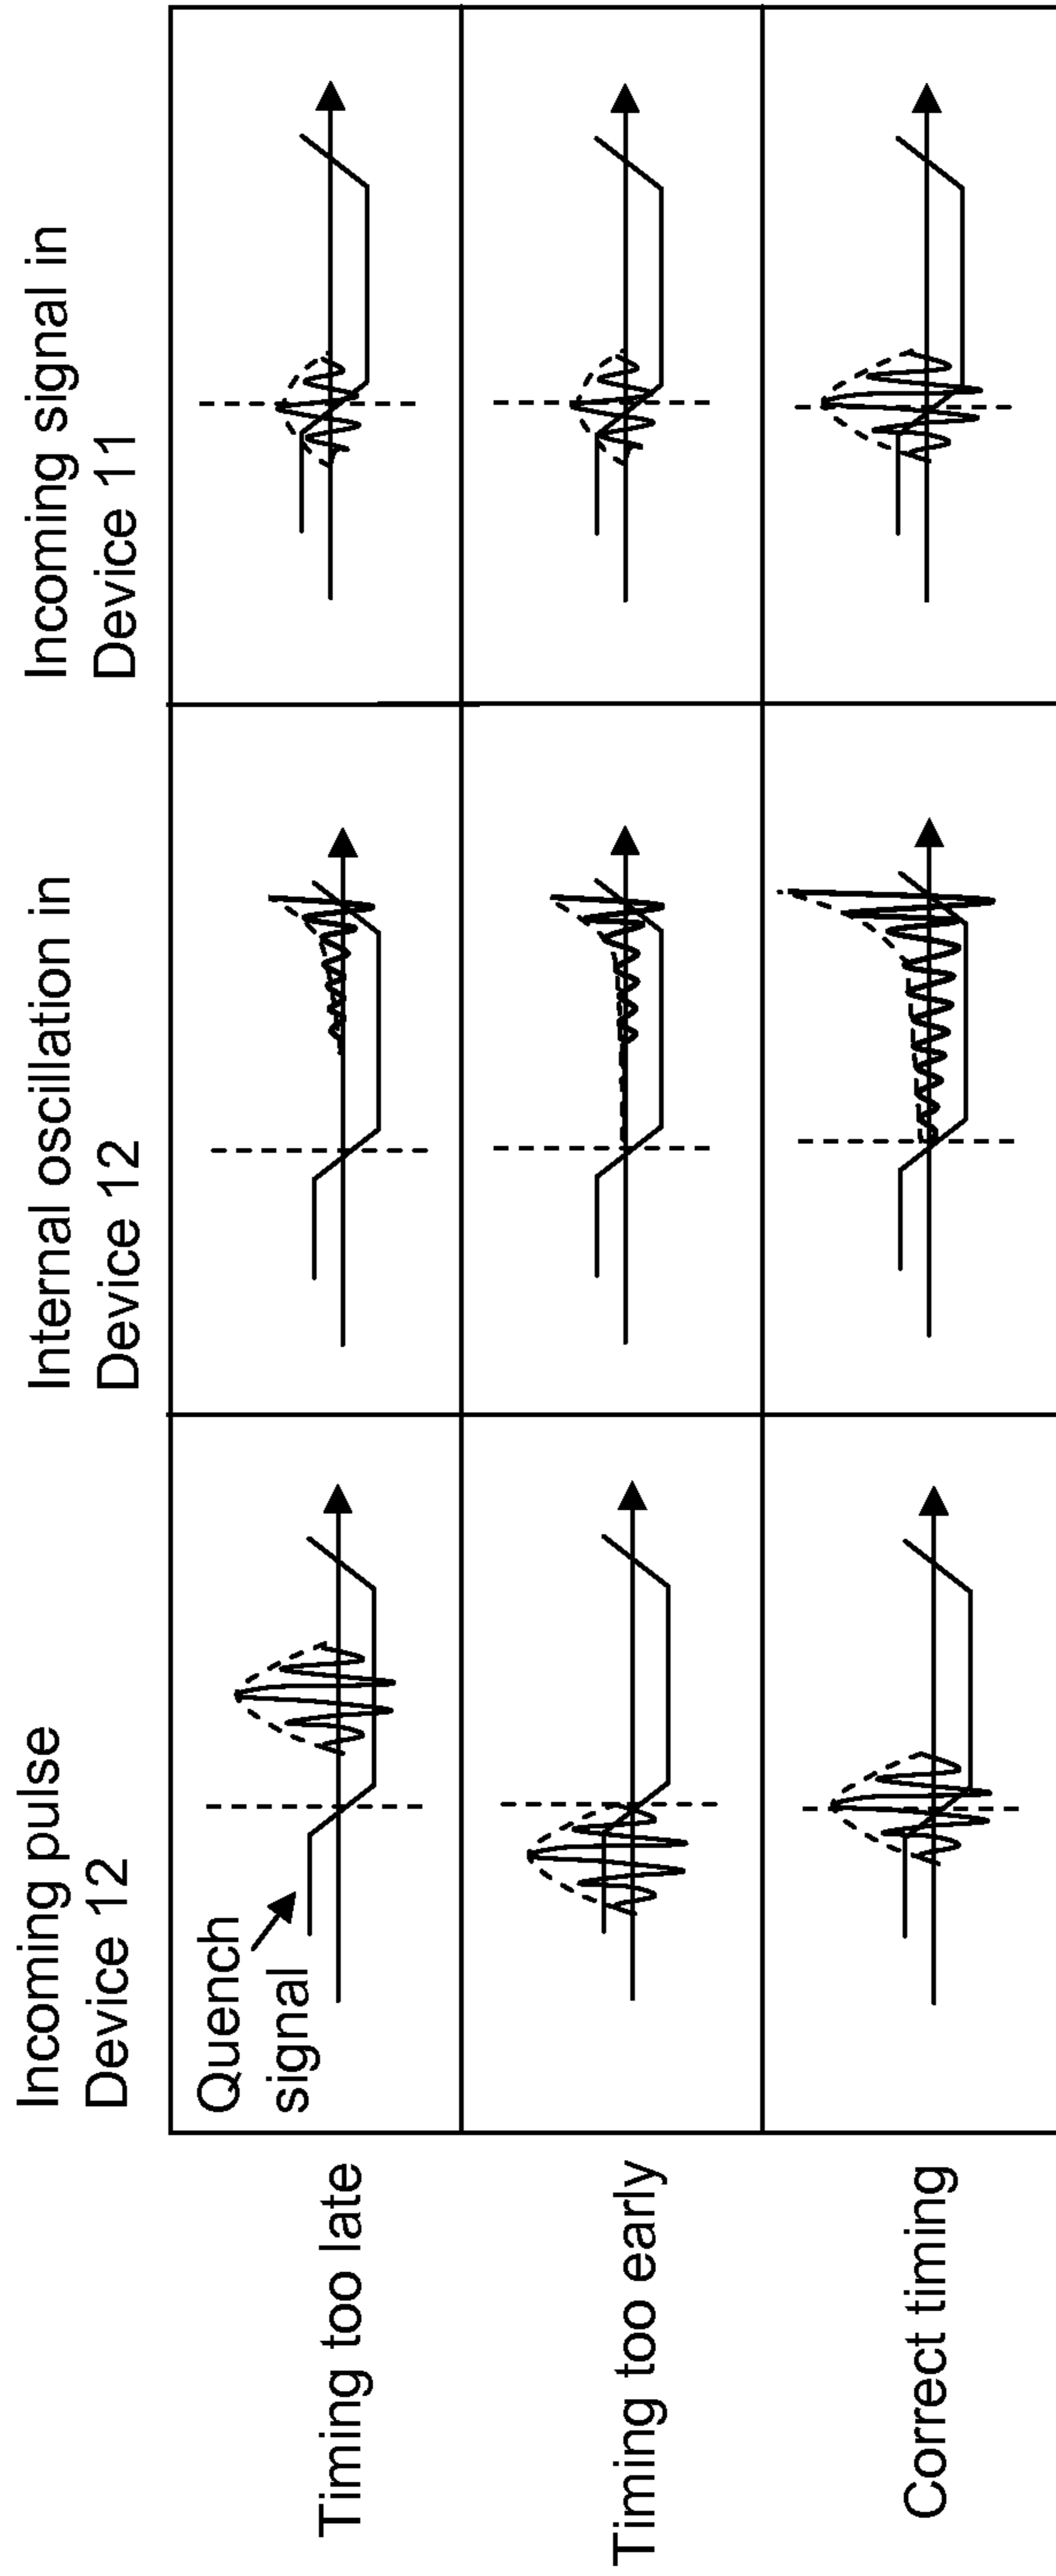 Incoming pulse
Device 12
Internal oscillation in
Device 12
Incoming signal in
Device 11
Timing too late
Quench
signal
Timing too early
Correct timing